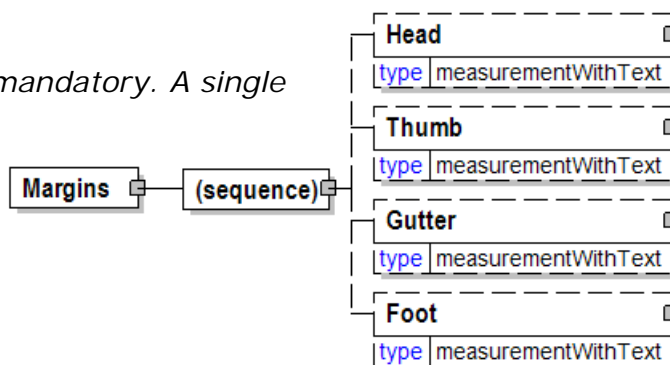 Head
type measurementWithText
mandatory. A single
Thumb
type measurementWithText
Margins (sequence)
Gutter
type measurementWithText
Foot
type measurementWithText